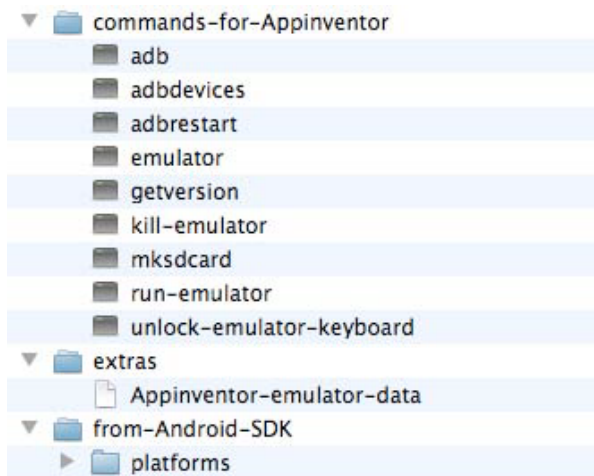 commands-for-Appinventor
adb
adbdevices
adbrestart
emulator
getversion
kill-emulator
mksdcard
run-emulator
unlock-emulator-keyboard
extras
Appinventor-emulator-data
from-Android-SDK
platforms